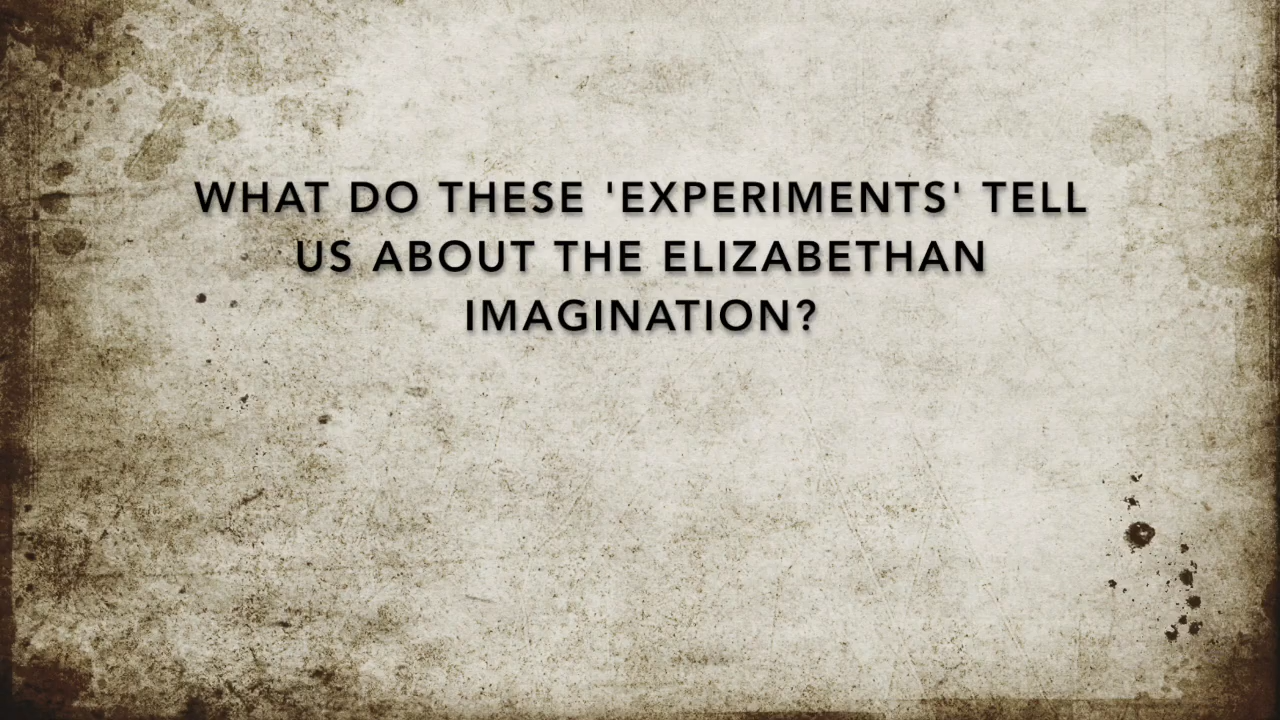 WHAT DO THESE 'EXPERIMENTS' TELL
US ABOUT THE ELIZABETHAN
IMAGINATION?